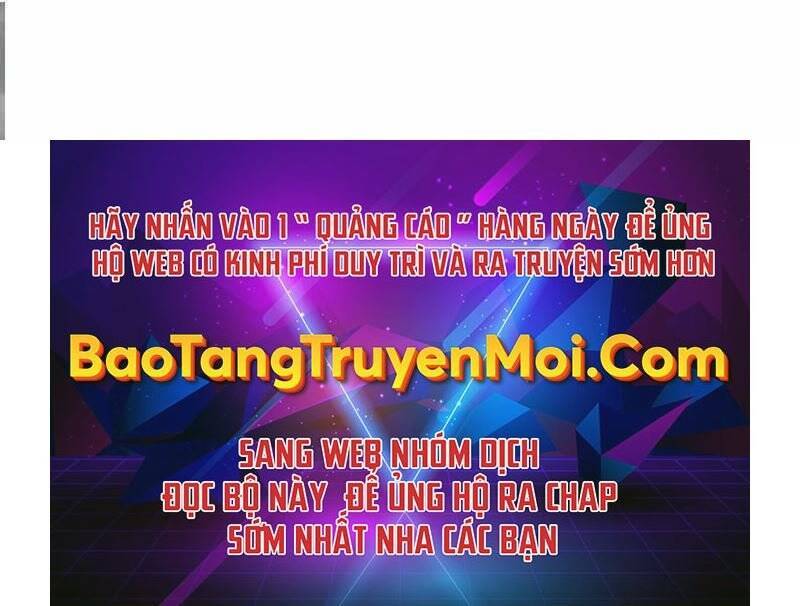 HÃY NHẤN VÀO 1 “ QUẢNG CÁO ” HÀNG NGÀY ĐỂ ỦNG
HỘ WEB CÓ KINH PHÍ DUY TRÌ VÀ RA TRUYỆN SỚM HƠN
BaoTangTruyenMoi.Com
SANG WEB NHÓM DỊCH
ĐỌC BỘ NÀY ĐỂ ỦNG HỘ RA CHAP
SỚM NHẤT NHA CÁC BẠN